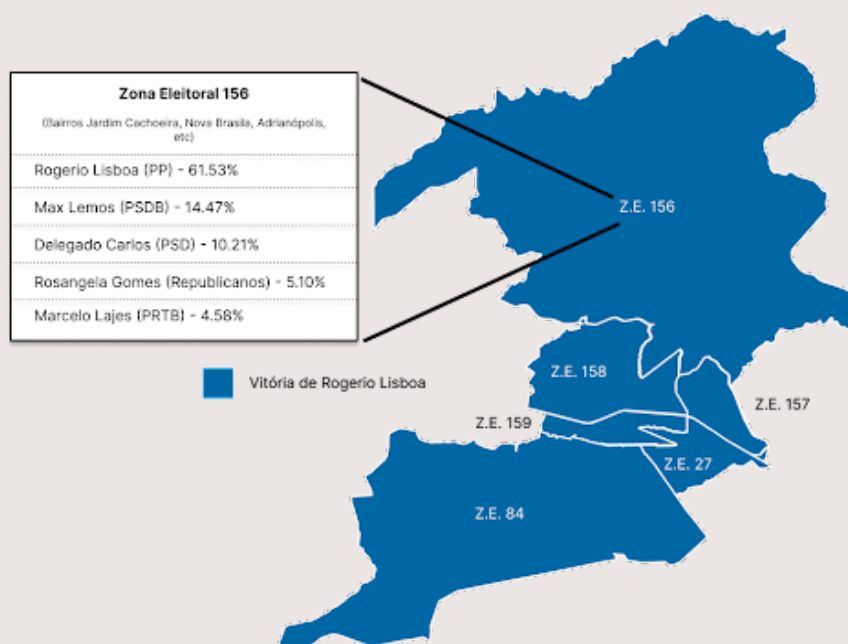 Zona Eleitoral 156
(Bairros Jardim Cachoeira, Nova Brasila, Adrianópolis,
etc)
Rogerio Lisboa (PP) - 61.53%
Max Lemos (PSDB) - 14.47%
Delegado Carlos (PSD) - 10.21%
Rosangela Gomes (Republicanos) - 5.10%
Marcelo Lajes (PRTB) - 4.58%
Z.E. 156
Vitória de Rogerio Lisboa
Z.E. 158
Z.E. 157
Z.E. 159
Z.E. 27
Z.E. 84